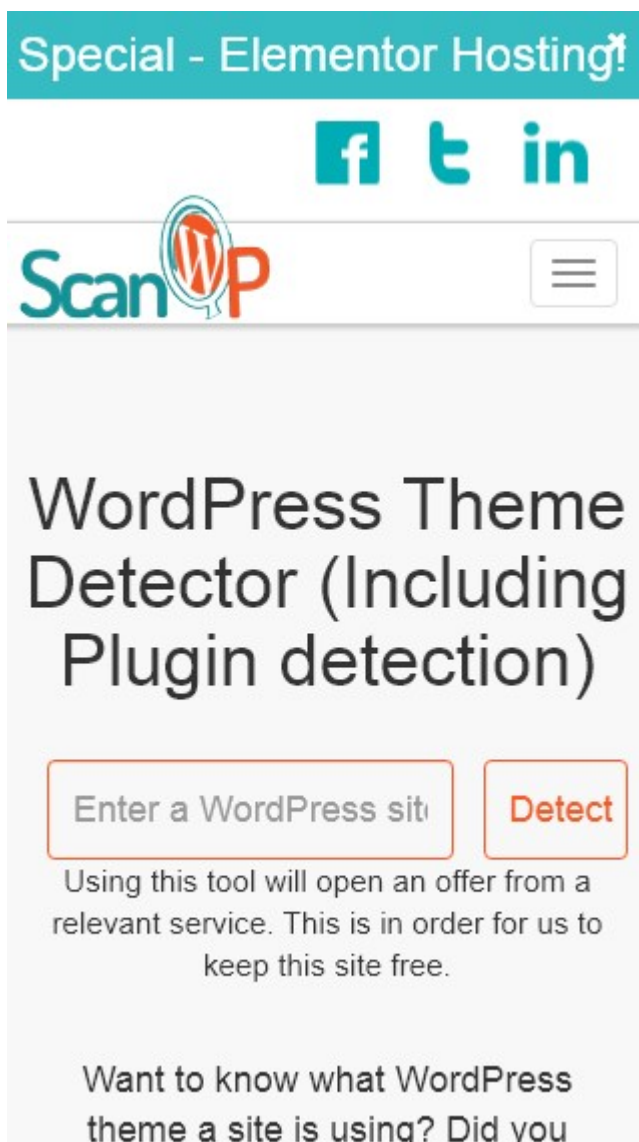 Special - Elementor Hosting!
ScanWP
WordPress Theme
Detector (Including
Plugin detection)
Enter a WordPress site
Detect
Using this tool will open an offer from a
relevant service. This is in order for us to
keep this site free.
Want to know what WordPress
theme a site is using? Did you